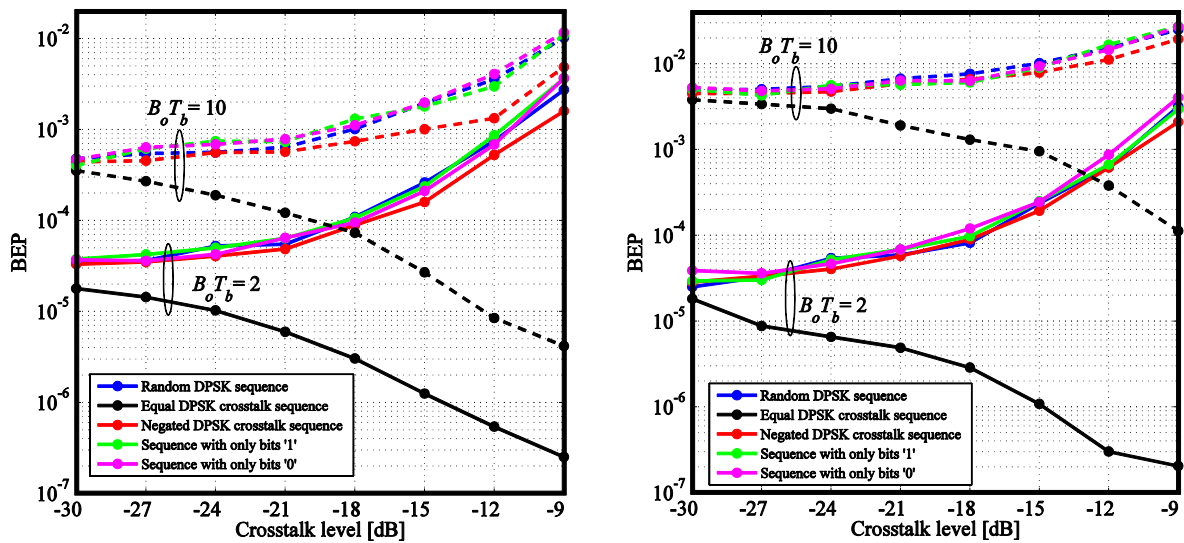 10^-2
10^-3
10^-4
10^-5
10^-6
10^-7
BEP
B_oT_b = 10
B_oT_b = 2
Random DPSK sequence
Equal DPSK crosstalk sequence
Negated DPSK crosstalk sequence
Sequence with only bits '1'
Sequence with only bits '0'
-30 -27 -24 -21 -18 -15 -12 -9
Crosstalk level [dB]
10^-2
10^-3
10^-4
10^-5
10^-6
10^-7
BEP
B_oT_b = 10
B_oT_b = 2
Random DPSK sequence
Equal DPSK crosstalk sequence
Negated DPSK crosstalk sequence
Sequence with only bits '1'
Sequence with only bits '0'
-30 -27 -24 -21 -18 -15 -12 -9
Crosstalk level [dB]